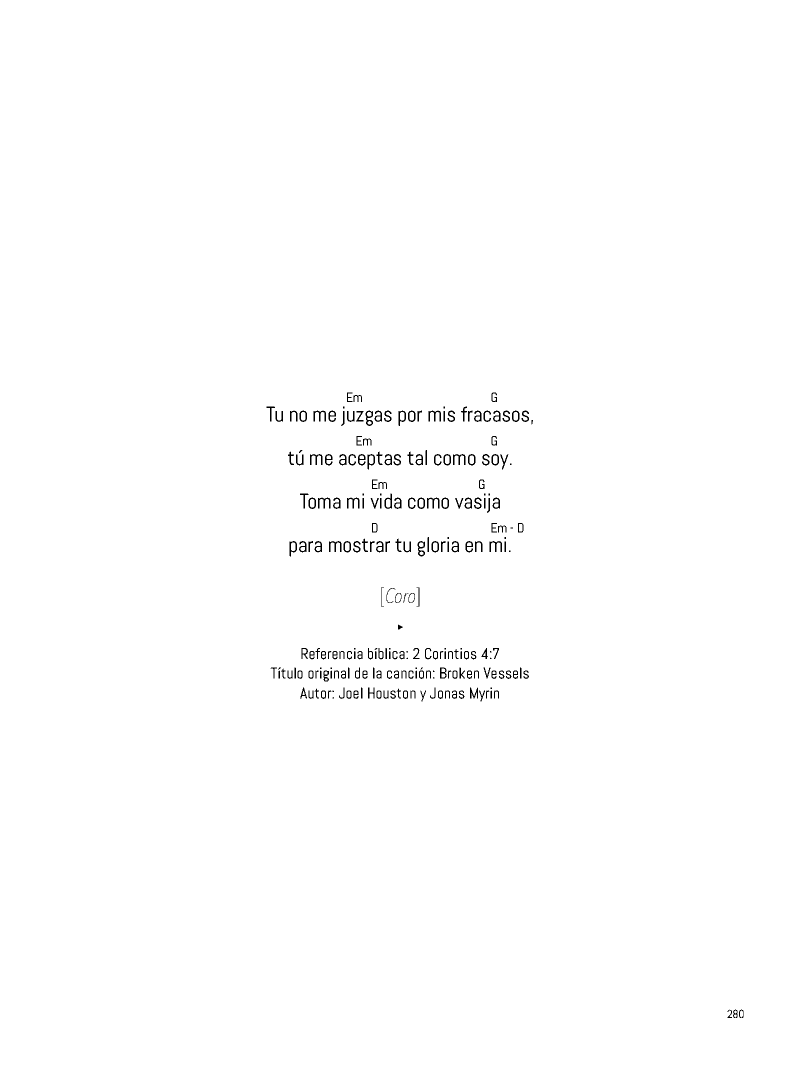 Em G
Tu no me juzgas por mis fracasos,
Em G
tú me aceptas tal como soy.
Em G
Toma mi vida como vasija
D Em - D
para mostrar tu gloria en mi.
[Coro]
▸
Referencia bíblica: 2 Corintios 4:7
Título original de la canción: Broken Vessels
Autor: Joel Houston y Jonas Myrin
280